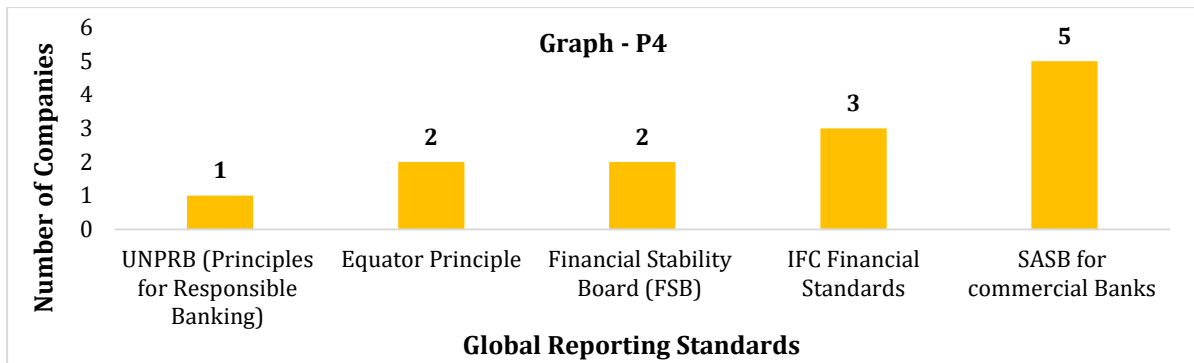 Graph - P4
Number of Companies
6
5
4
3
2
1
0
1
2
2
3
5
UNPRB (Principles
for Responsible
Banking)
Equator Principle
Financial Stability
Board (FSB)
IFC Financial
Standards
SASB for
commercial Banks
Global Reporting Standards